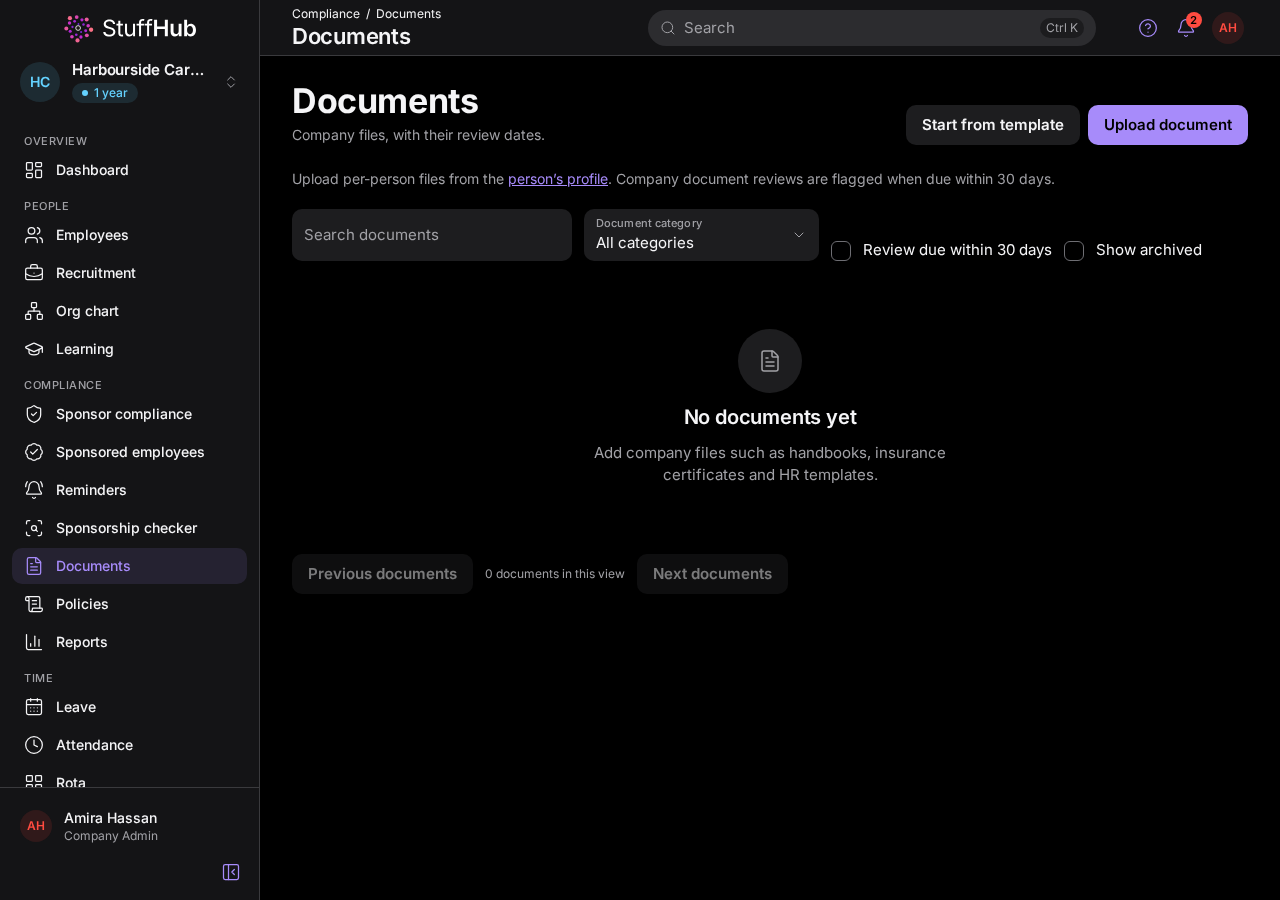 StuffHub
HC
Harbourside Car...
1 year
OVERVIEW
Dashboard
PEOPLE
Employees
Recruitment
Org chart
Learning
COMPLIANCE
Sponsor compliance
Sponsored employees
Reminders
Sponsorship checker
Documents
Policies
Reports
TIME
Leave
Attendance
Rota
AH
Amira Hassan
Company Admin
Compliance / Documents
Documents
Search
Ctrl K
2
AH
Documents
Company files, with their review dates.
Start from template
Upload document
Upload per-person files from the person’s profile. Company document reviews are flagged when due within 30 days.
Search documents
Document category
All categories
Review due within 30 days
Show archived
No documents yet
Add company files such as handbooks, insurance
certificates and HR templates.
Previous documents
0 documents in this view
Next documents